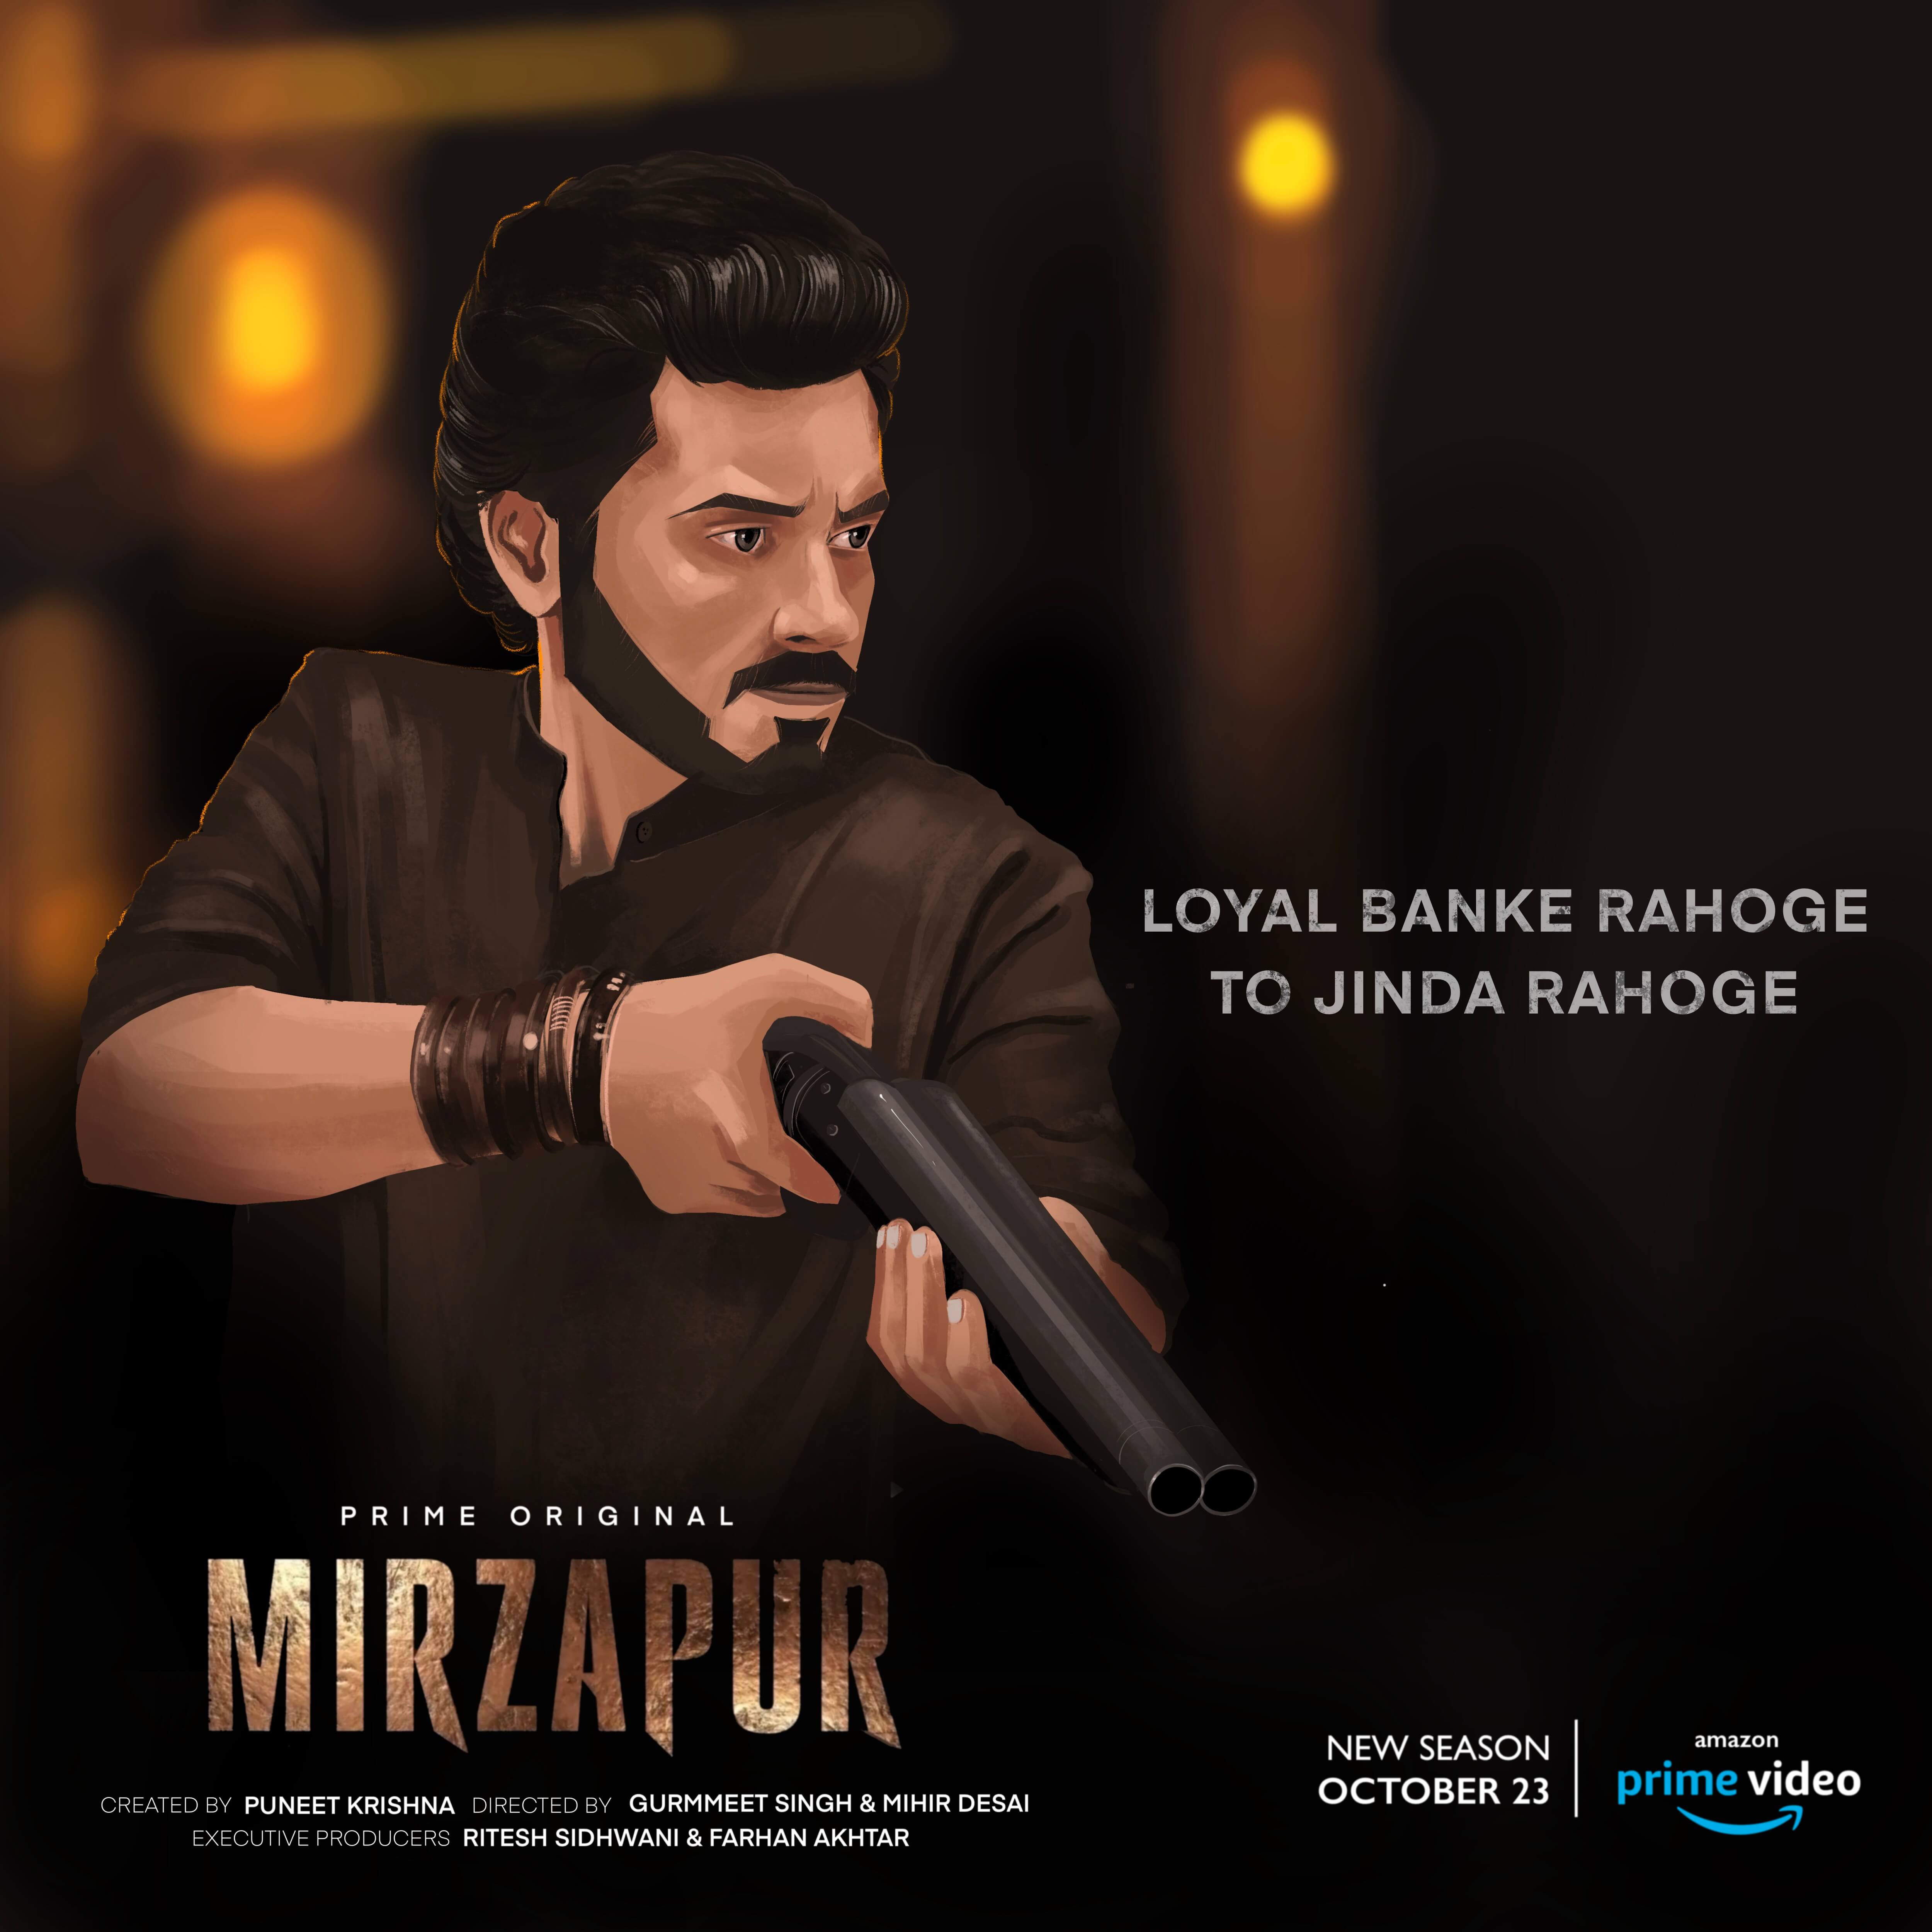 LOYAL BANKE RAHOGE
TO JINDA RAHOGE
PRIME ORIGINAL
MIRZAPUR
CREATED BY PUNEET KRISHNA DIRECTED BY GURMMEET SINGH & MIHIR DESAI
EXECUTIVE PRODUCERS RITESH SIDHWANI & FARHAN AKHTAR
NEW SEASON
OCTOBER 23
amazon
prime video